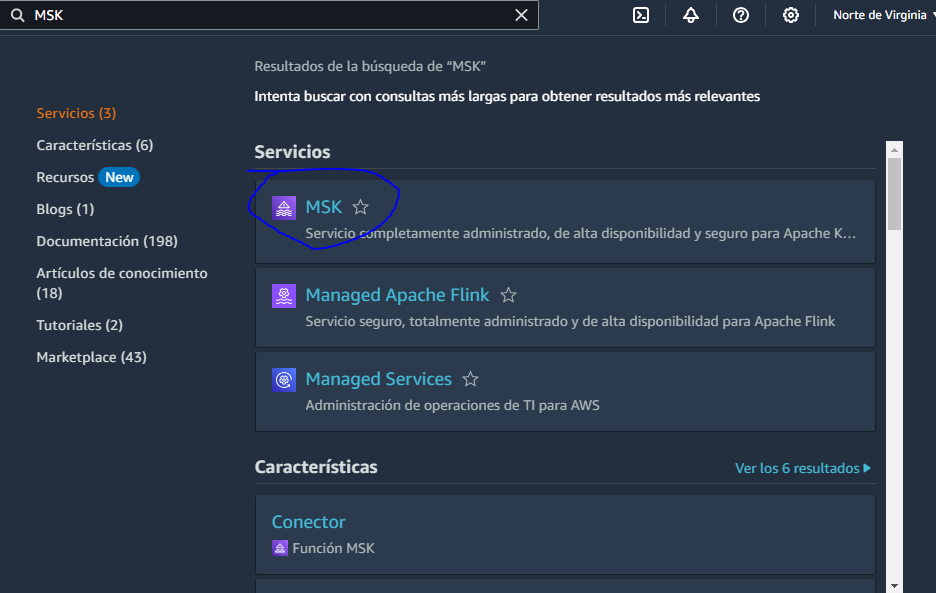 MSK
Norte de Virginia
Resultados de la búsqueda de “MSK”
Intenta buscar con consultas más largas para obtener resultados más relevantes
Servicios (3)
Características (6)
Recursos New
Blogs (1)
Documentación (198)
Artículos de conocimiento
(18)
Tutoriales (2)
Marketplace (43)
Servicios
MSK
Servicio completamente administrado, de alta disponibilidad y seguro para Apache K...
Managed Apache Flink
Servicio seguro, totalmente administrado y de alta disponibilidad para Apache Flink
Managed Services
Administración de operaciones de TI para AWS
Características
Ver los 6 resultados
Conector
Función MSK